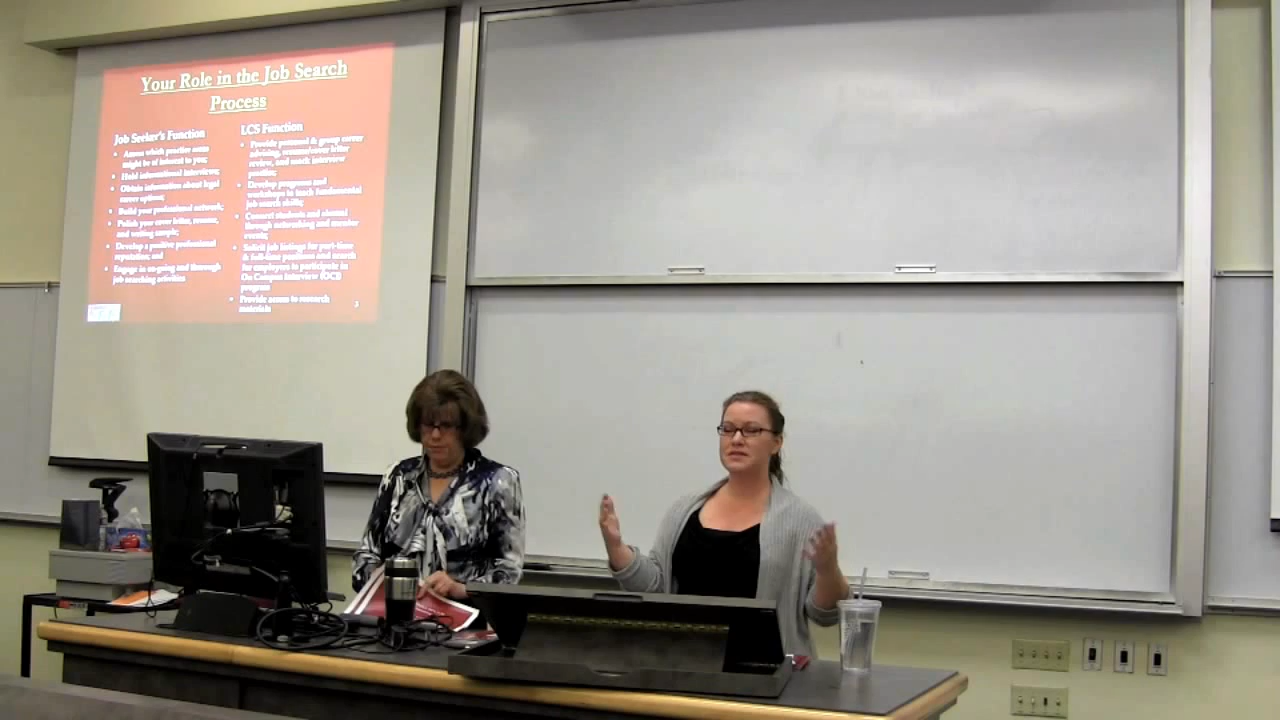 Your Role in the Job Search
Process
Job Seeker's Function
Assess which practice areas
might be of interest to you;
Hold informational interviews;
Obtain information about legal
career options;
Build your professional network;
Polish your cover letter, resume,
and writing sample;
Develop a positive professional
reputation; and
Engage in on-going and thorough
job searching activities
LCS Function
Provide personal & group career
advising, resume/cover letter
review, and mock interview
practice;
Develop programs and
workshops to teach fundamental
job search skills;
Connect students and alumni
through networking and mentor
events;
Solicit job listings for part-time
& full-time positions and search
for employers to participate in
On Campus Interview (OCI)
program
Provide access to research
materials
3